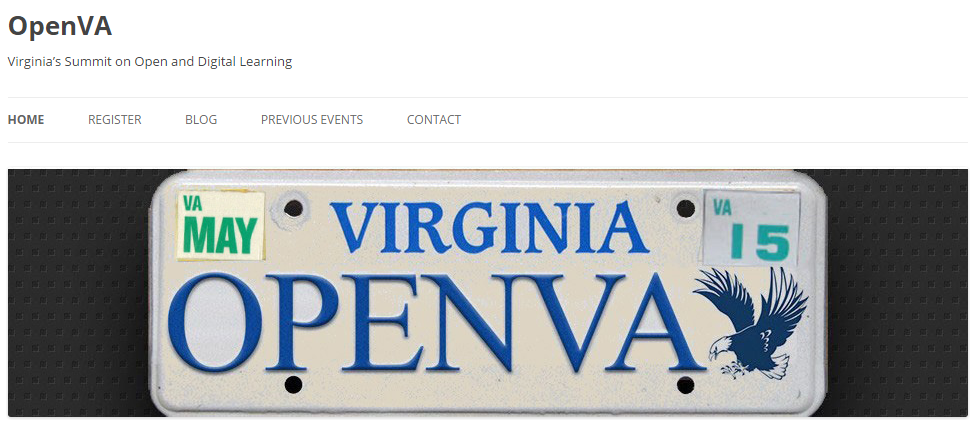 OpenVA
Virginia’s Summit on Open and Digital Learning
HOME REGISTER BLOG PREVIOUS EVENTS CONTACT
VA
MAY
VIRGINIA
VA
15
OPENVA